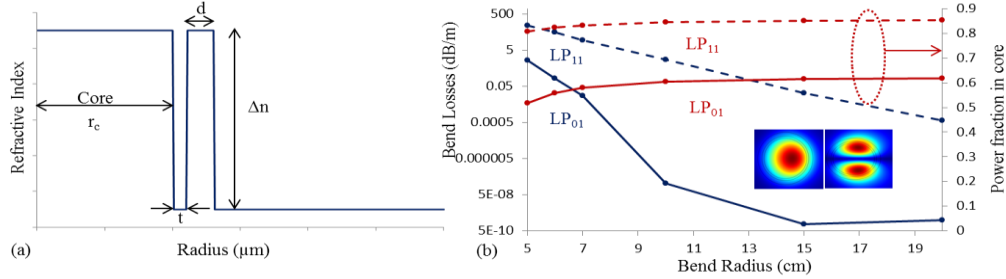 Refractive Index
Core
r_c
d
Δn
t
(a)
Radius (µm)
Bend Losses (dB/m)
500
5
0.05
0.0005
0.000005
5E-08
5E-10
LP11
LP11
LP01
LP01
0.9
0.8
0.7
0.6
0.5
0.4
0.3
0.2
0.1
0
Power fraction in core
5
7
9
11
13
15
17
19
(b)
Bend Radius (cm)